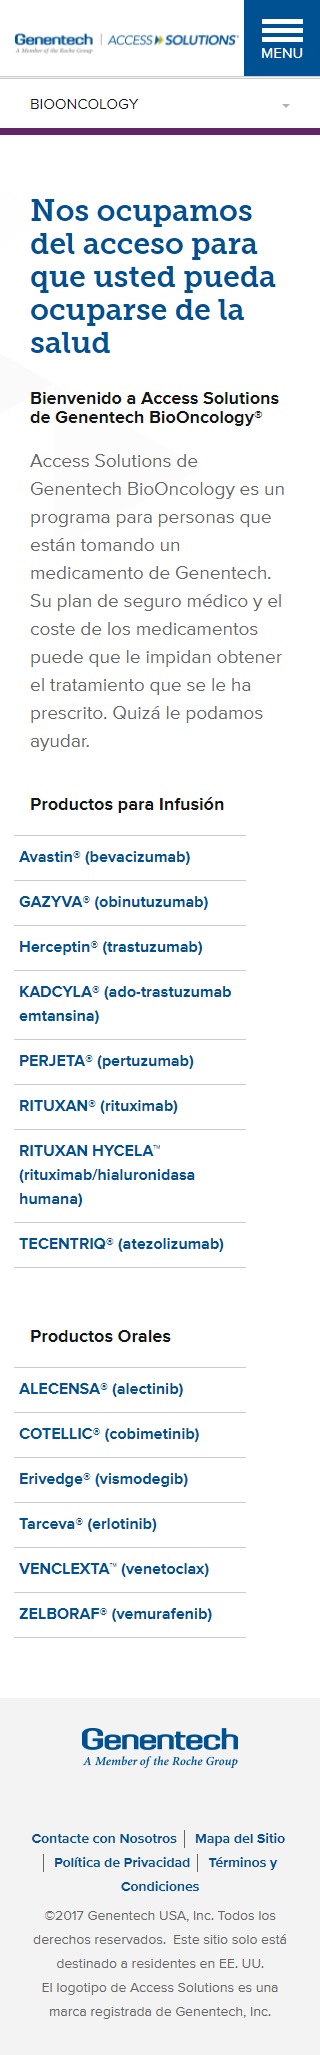 Genentech
A Member of the Roche Group
ACCESS SOLUTIONS®
MENU
BIOONCOLOGY
Nos ocupamos
del acceso para
que usted pueda
ocuparse de la
salud
Bienvenido a Access Solutions
de Genentech BioOncology®
Access Solutions de
Genentech BioOncology es un
programa para personas que
están tomando un
medicamento de Genentech.
Su plan de seguro médico y el
coste de los medicamentos
puede que le impidan obtener
el tratamiento que se le ha
prescrito. Quizá le podamos
ayudar.
Productos para Infusión
Avastin® (bevacizumab)
GAZYVA® (obinutuzumab)
Herceptin® (trastuzumab)
KADCYLA® (ado-trastuzumab
emtansina)
PERJETA® (pertuzumab)
RITUXAN® (rituximab)
RITUXAN HYCELA™
(rituximab/hialuronidasa
humana)
TECENTRIQ® (atezolizumab)
Productos Orales
ALECENSA® (alectinib)
COTELLIC® (cobimetinib)
Erivedge® (vismodegib)
Tarceva® (erlotinib)
VENCLEXTA™ (venetoclax)
ZELBORAF® (vemurafenib)
Genentech
A Member of the Roche Group
Contacte con Nosotros | Mapa del Sitio
| Política de Privacidad | Términos y
Condiciones
©2017 Genentech USA, Inc. Todos los
derechos reservados. Este sitio solo está
destinado a residentes en EE. UU.
El logotipo de Access Solutions es una
marca registrada de Genentech, Inc.